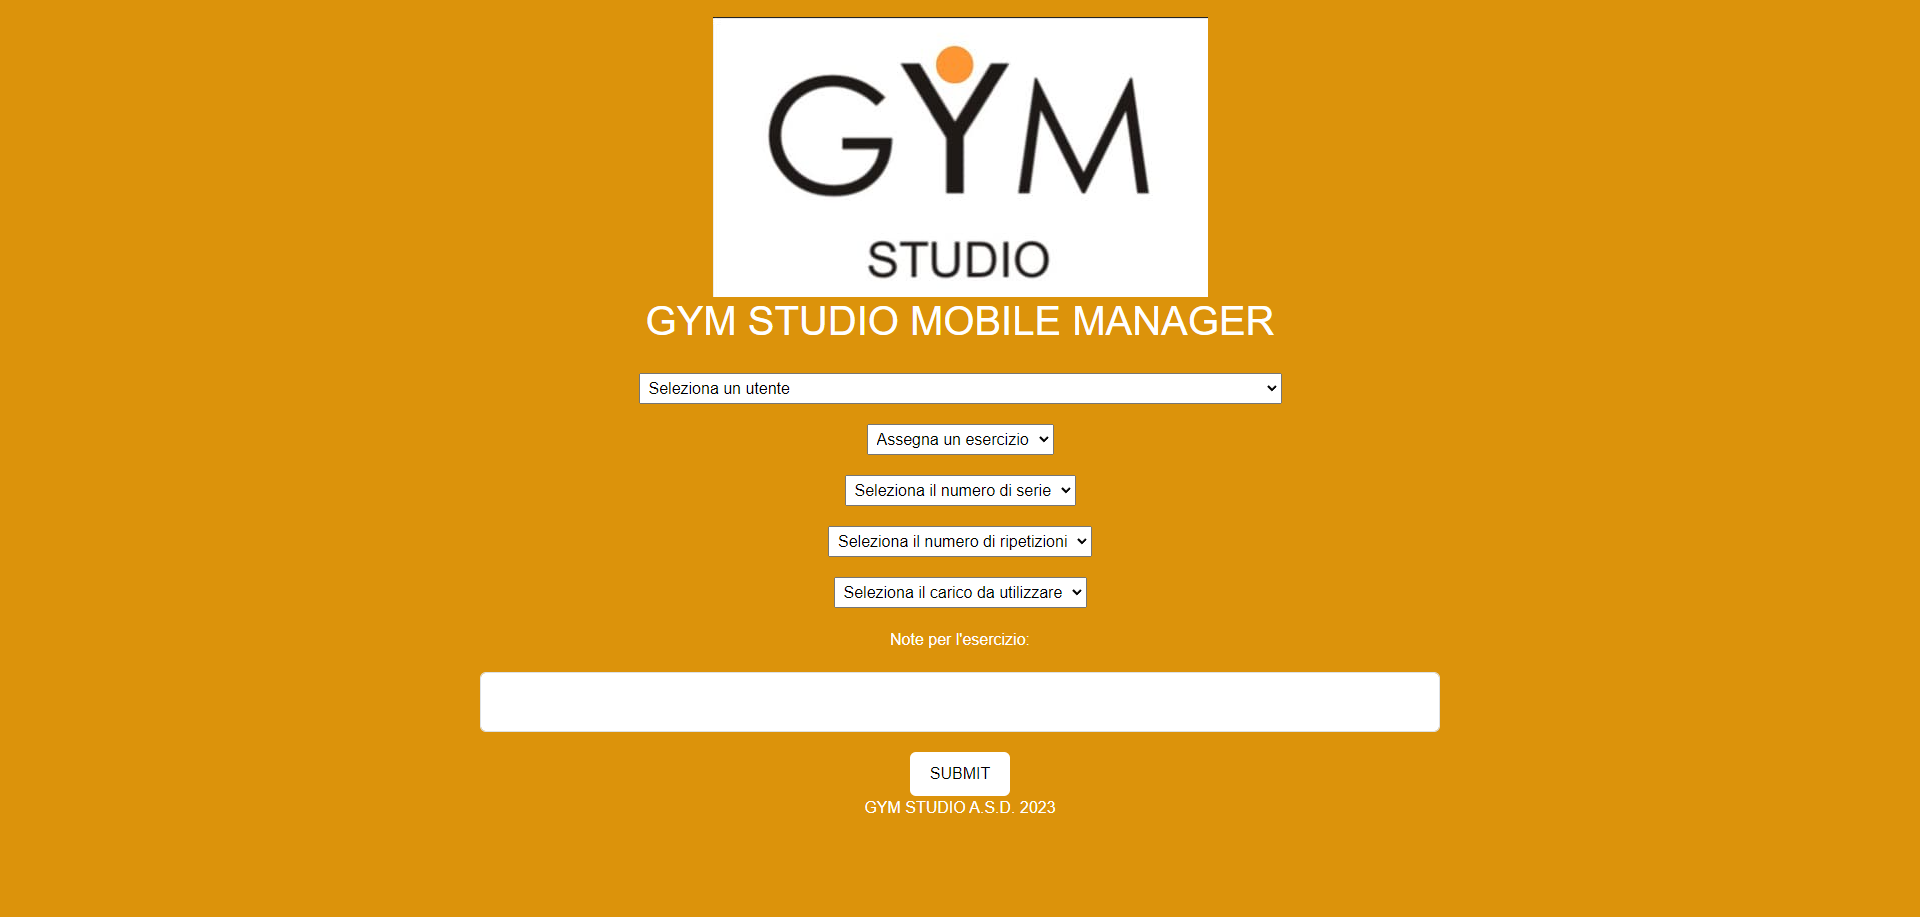 GYM
STUDIO
GYM STUDIO MOBILE MANAGER
Seleziona un utente
Assegna un esercizio
Seleziona il numero di serie
Seleziona il numero di ripetizioni
Seleziona il carico da utilizzare
Note per l'esercizio:
SUBMIT
GYM STUDIO A.S.D. 2023